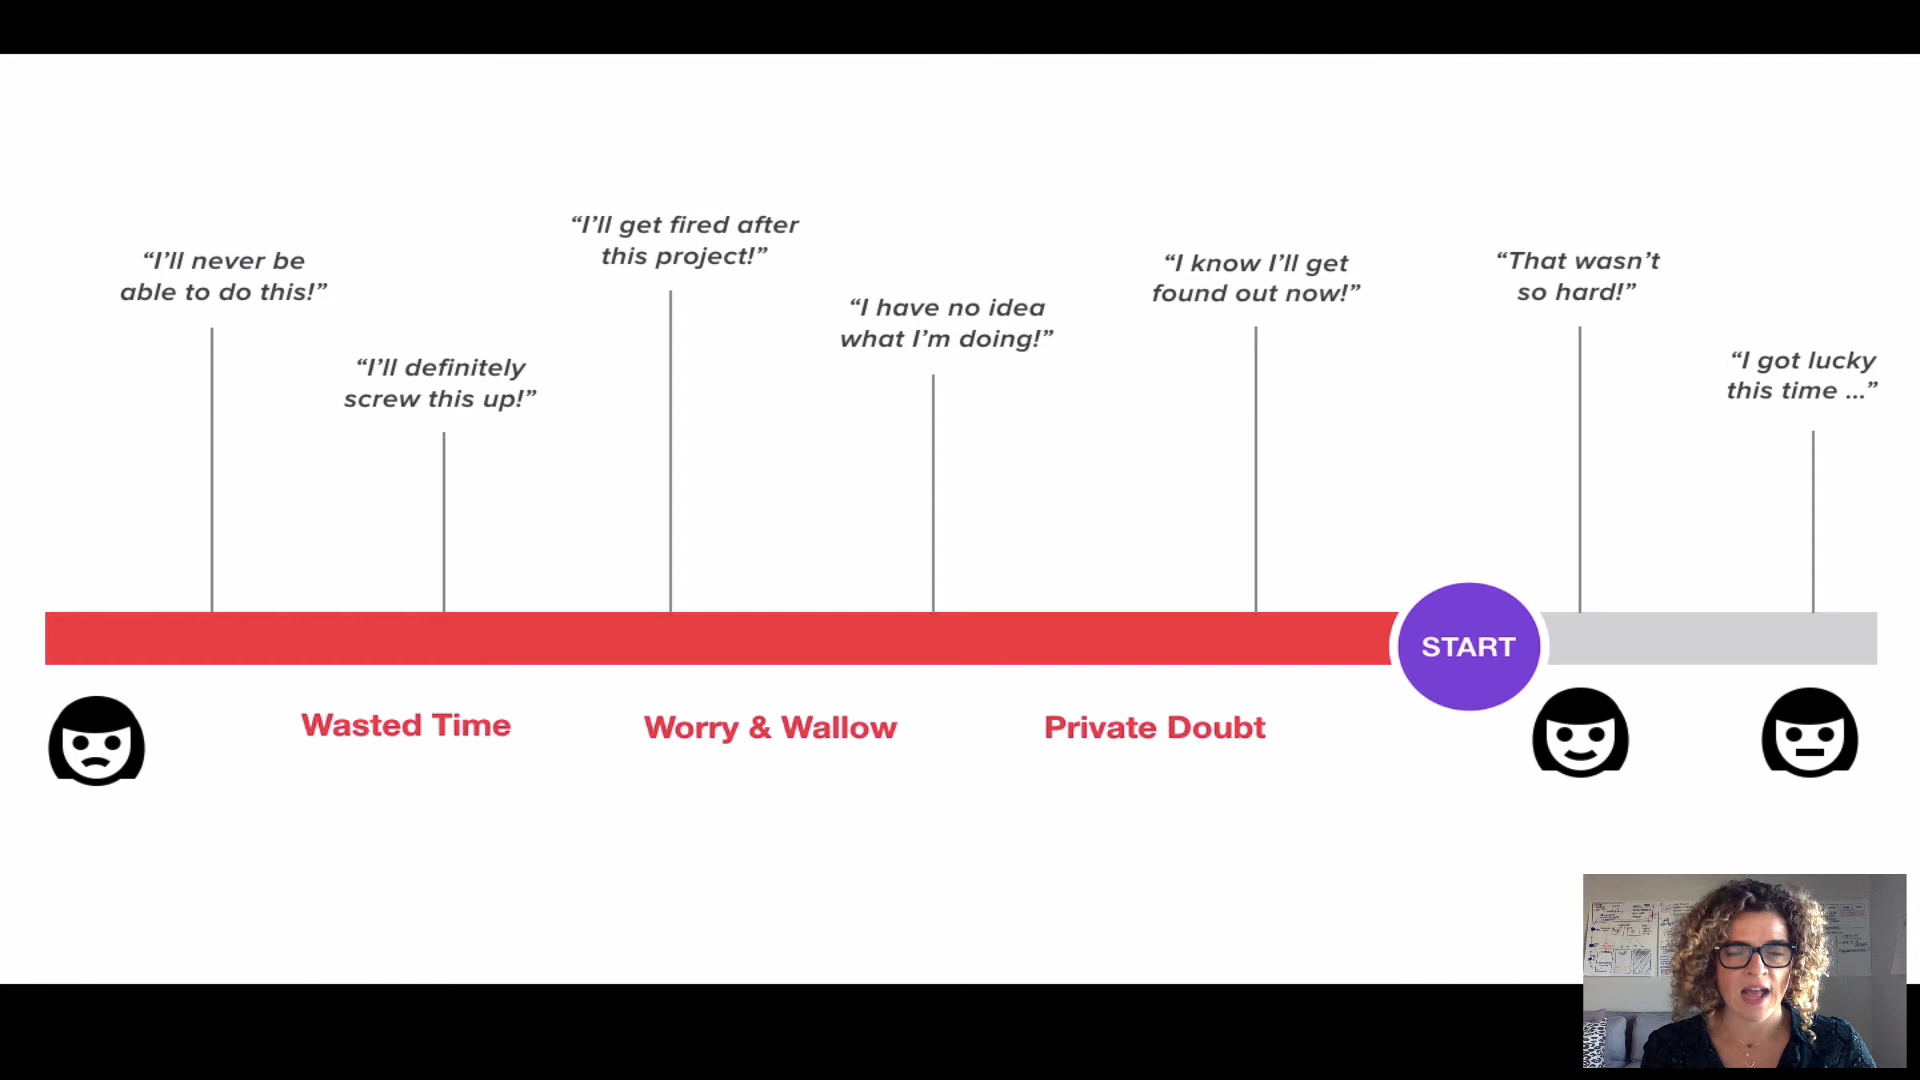 “I’ll never be
able to do this!”
“I’ll definitely
screw this up!”
“I’ll get fired after
this project!”
“I have no idea
what I’m doing!”
“I know I’ll get
found out now!”
“That wasn’t
so hard!”
“I got lucky
this time ...”
START
Wasted Time
Worry & Wallow
Private Doubt